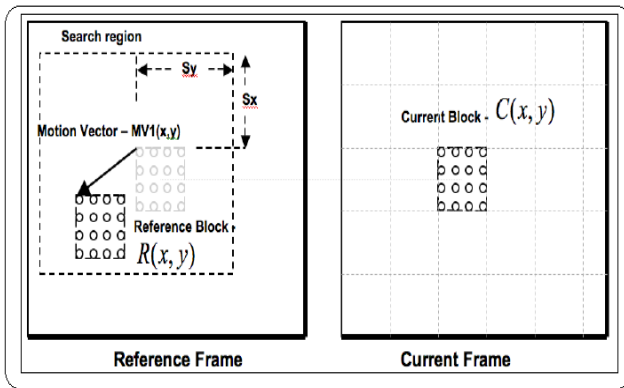 Search region
Sy
Sx
Motion Vector – MV1(x,y)
Reference Block -
R(x, y)
Reference Frame
Current Block - C(x, y)
Current Frame